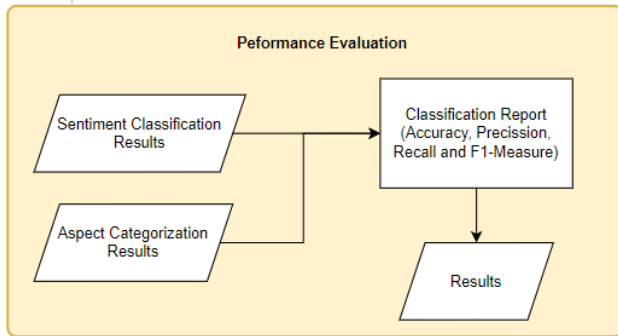 Peformance Evaluation
Sentiment Classification
Results
Classification Report
(Accuracy, Precission,
Recall and F1-Measure)
Aspect Categorization
Results
Results